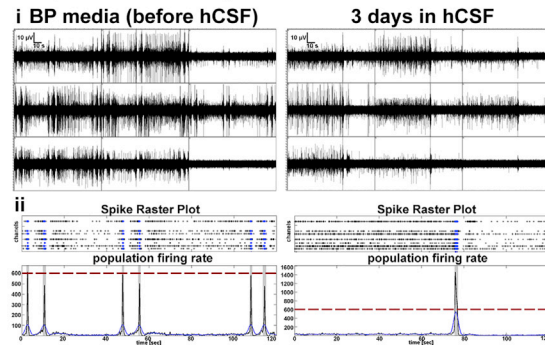 i BP media (before hCSF)
3 days in hCSF
10 µV
10 s
10 µV
10 s
ii
Spike Raster Plot
Spike Raster Plot
channels
channels
population firing rate
population firing rate
600
500
400
300
200
100
0 20 40 60 80 100 120
time [sec]
1600
1400
1200
1000
800
600
400
200
0 20 40 60 80 100 120
time [sec]